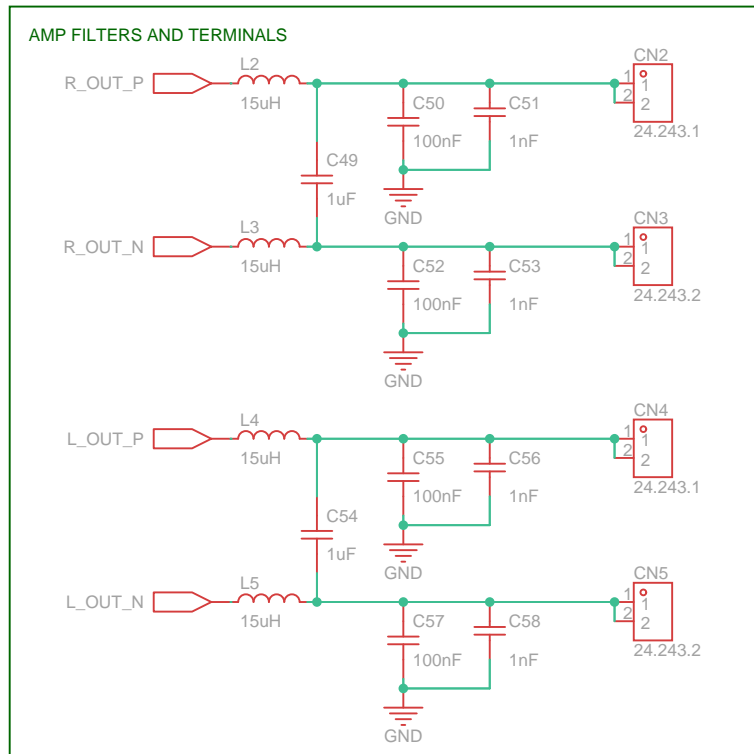 AMP FILTERS AND TERMINALS
R_OUT_P
L2
15uH
C49
1uF
C50
100nF
C51
1nF
GND
CN2
1
2
1
2
24.243.1
R_OUT_N
L3
15uH
C52
100nF
C53
1nF
GND
CN3
1
2
1
2
24.243.2
L_OUT_P
L4
15uH
C54
1uF
C55
100nF
C56
1nF
GND
CN4
1
2
1
2
24.243.1
L_OUT_N
L5
15uH
C57
100nF
C58
1nF
GND
CN5
1
2
1
2
24.243.2